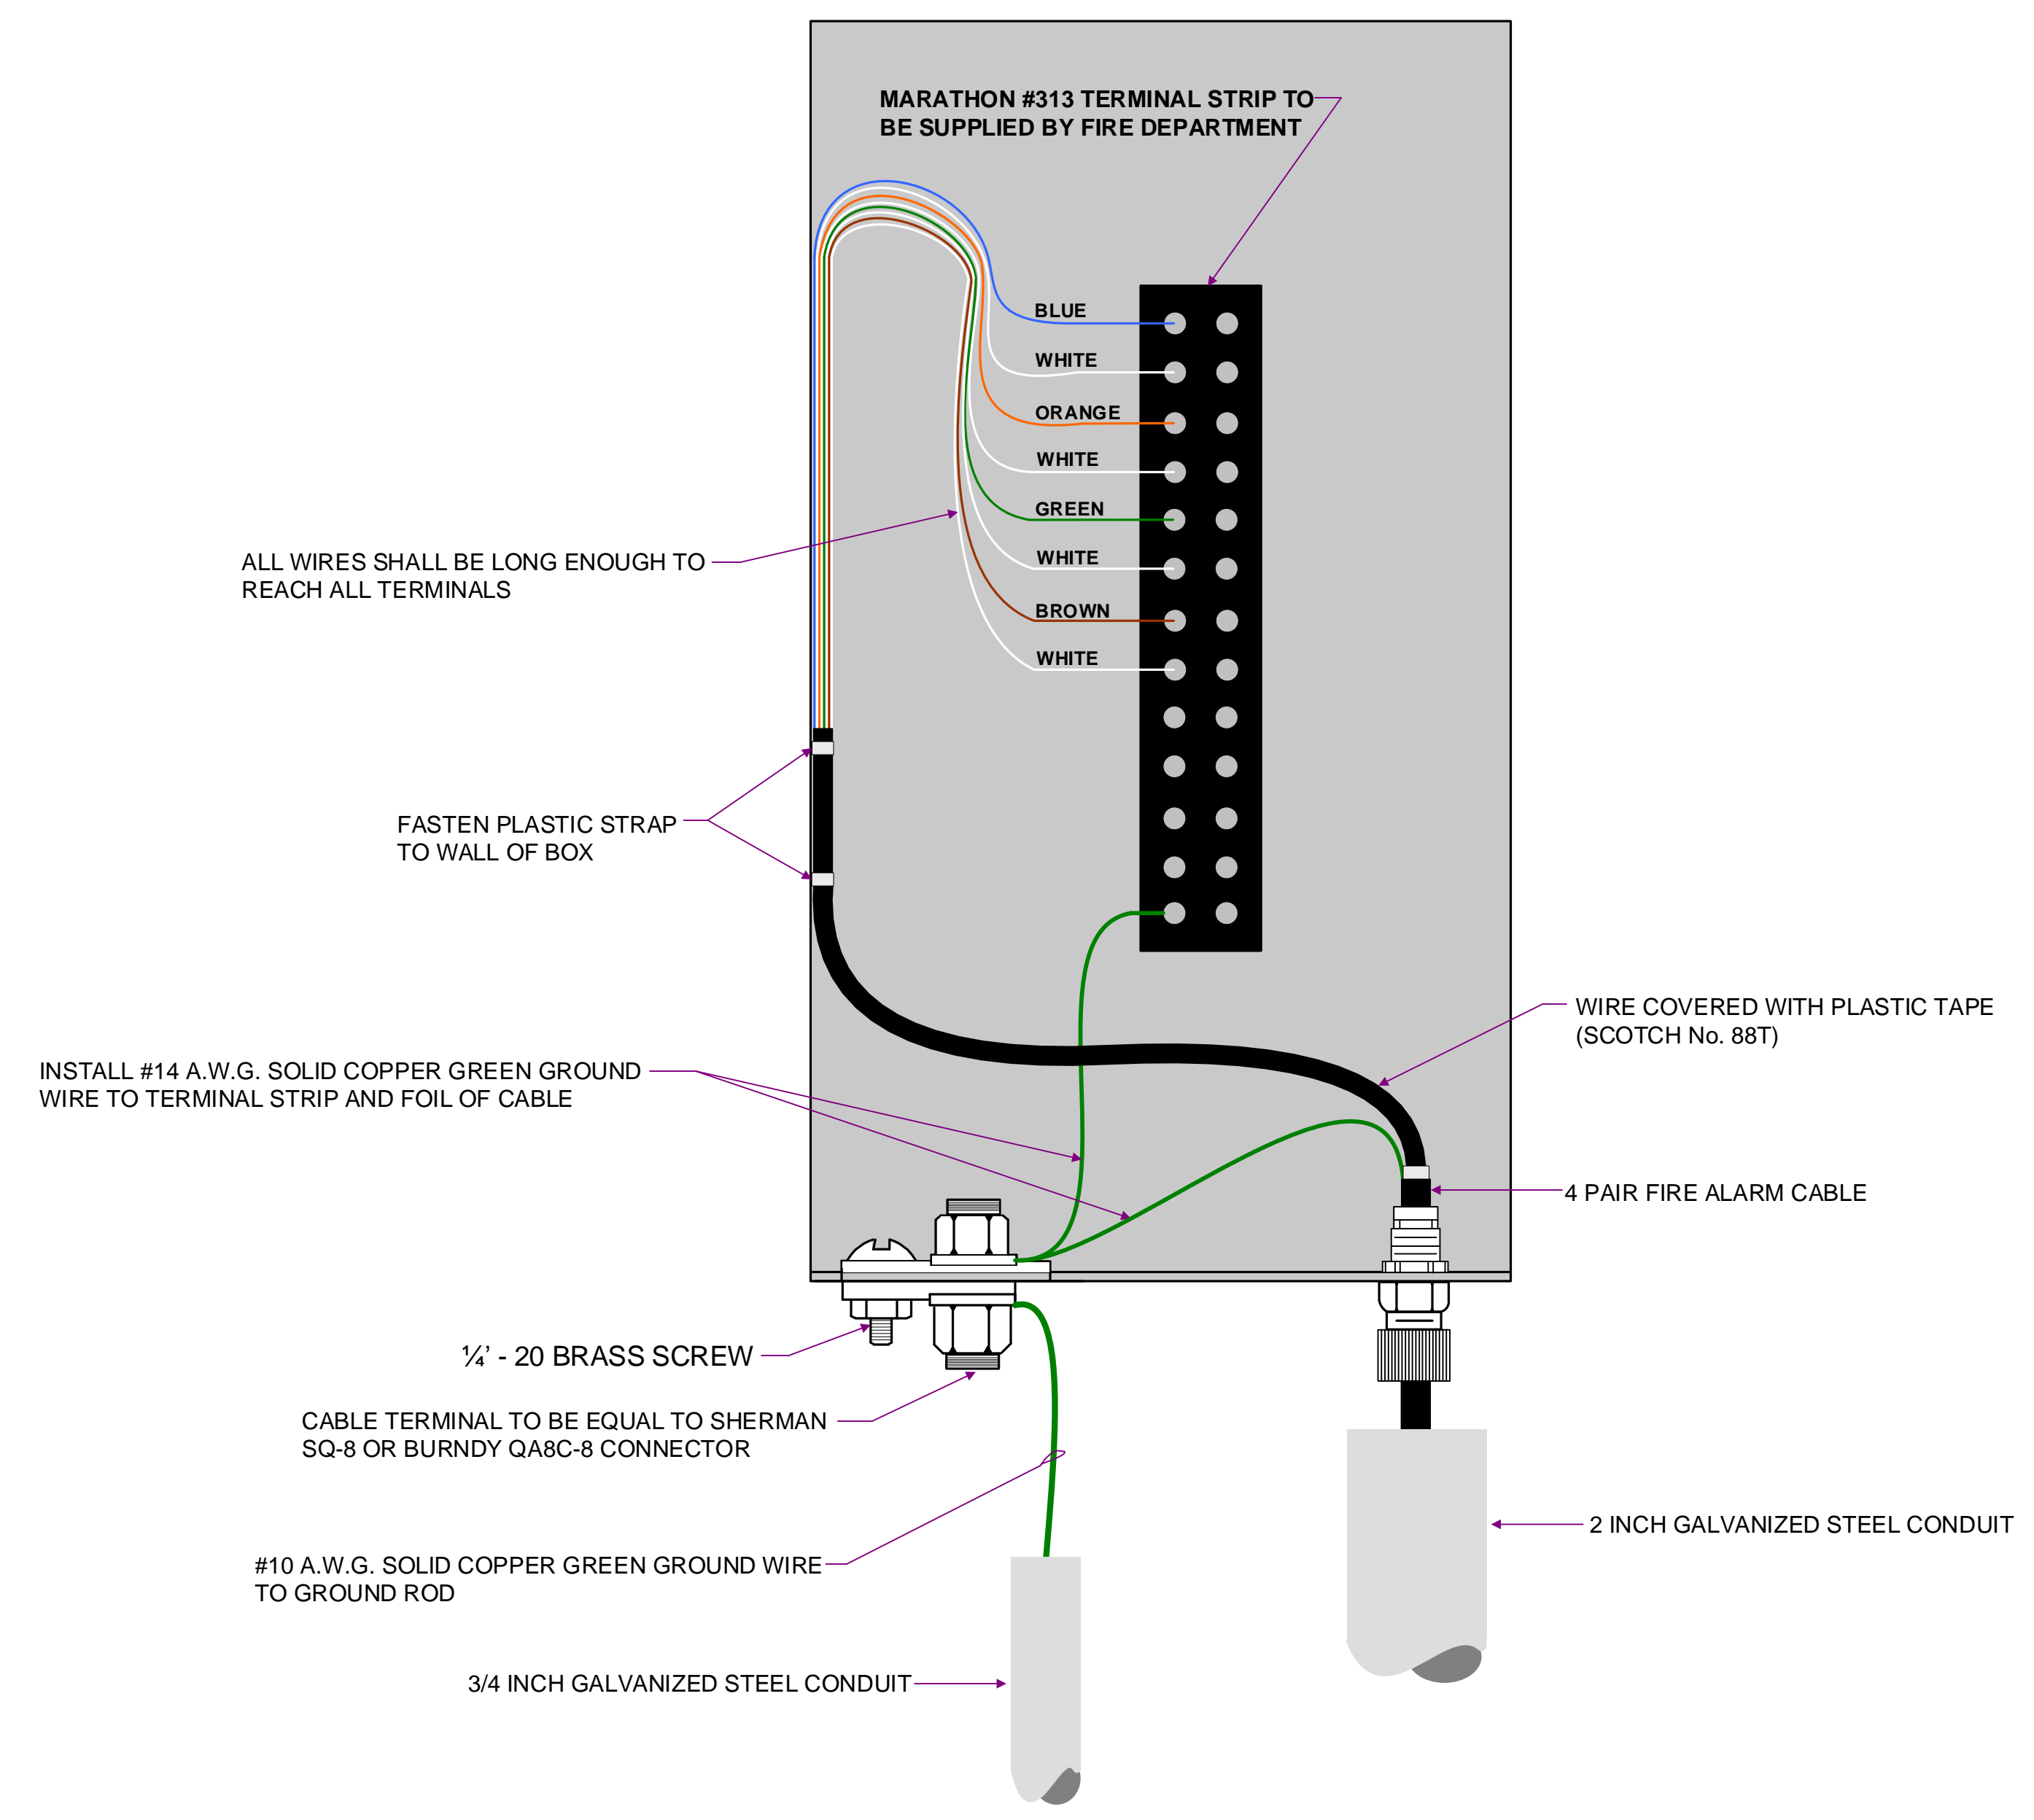 MARATHON #313 TERMINAL STRIP TO
BE SUPPLIED BY FIRE DEPARTMENT
BLUE
WHITE
ORANGE
WHITE
GREEN
WHITE
BROWN
WHITE
ALL WIRES SHALL BE LONG ENOUGH TO
REACH ALL TERMINALS
FASTEN PLASTIC STRAP
TO WALL OF BOX
WIRE COVERED WITH PLASTIC TAPE
(SCOTCH No. 88T)
INSTALL #14 A.W.G. SOLID COPPER GREEN GROUND
WIRE TO TERMINAL STRIP AND FOIL OF CABLE
4 PAIR FIRE ALARM CABLE
¼' - 20 BRASS SCREW
CABLE TERMINAL TO BE EQUAL TO SHERMAN
SQ-8 OR BURNDY QA8C-8 CONNECTOR
2 INCH GALVANIZED STEEL CONDUIT
#10 A.W.G. SOLID COPPER GREEN GROUND WIRE
TO GROUND ROD
3/4 INCH GALVANIZED STEEL CONDUIT